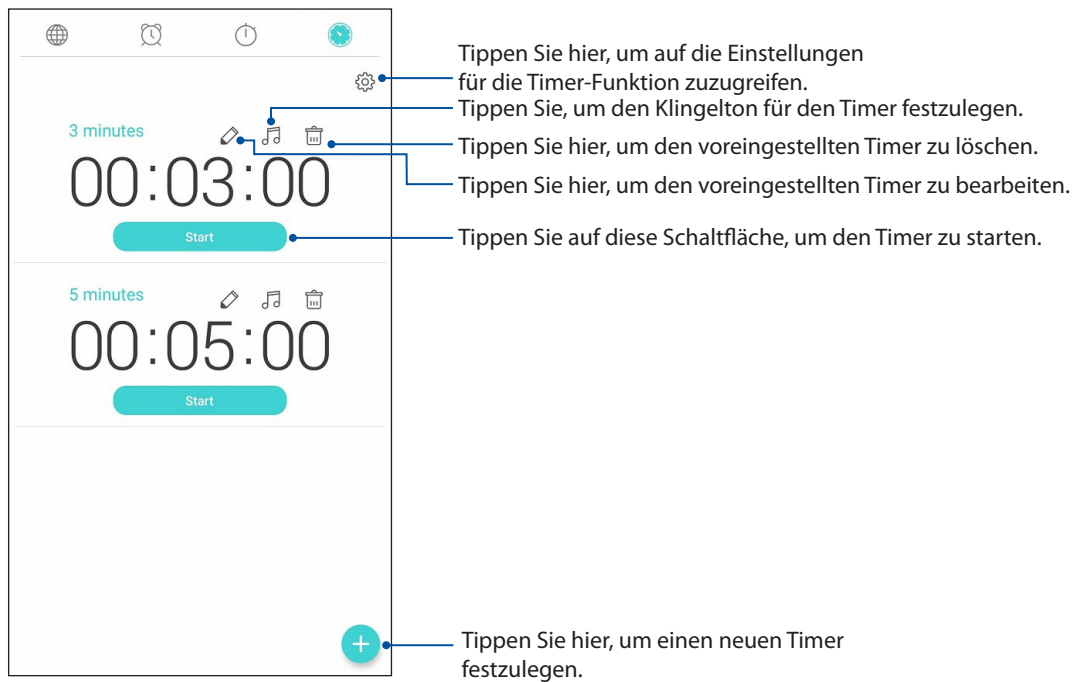 Tippen Sie hier, um auf die Einstellungen
für die Timer-Funktion zuzugreifen.
Tippen Sie, um den Klingelton für den Timer festzulegen.
3 minutes
Tippen Sie hier, um den voreingestellten Timer zu löschen.
00:03:00
Tippen Sie hier, um den voreingestellten Timer zu bearbeiten.
Start
Tippen Sie auf diese Schaltfläche, um den Timer zu starten.
5 minutes
00:05:00
Start
Tippen Sie hier, um einen neuen Timer
festzulegen.